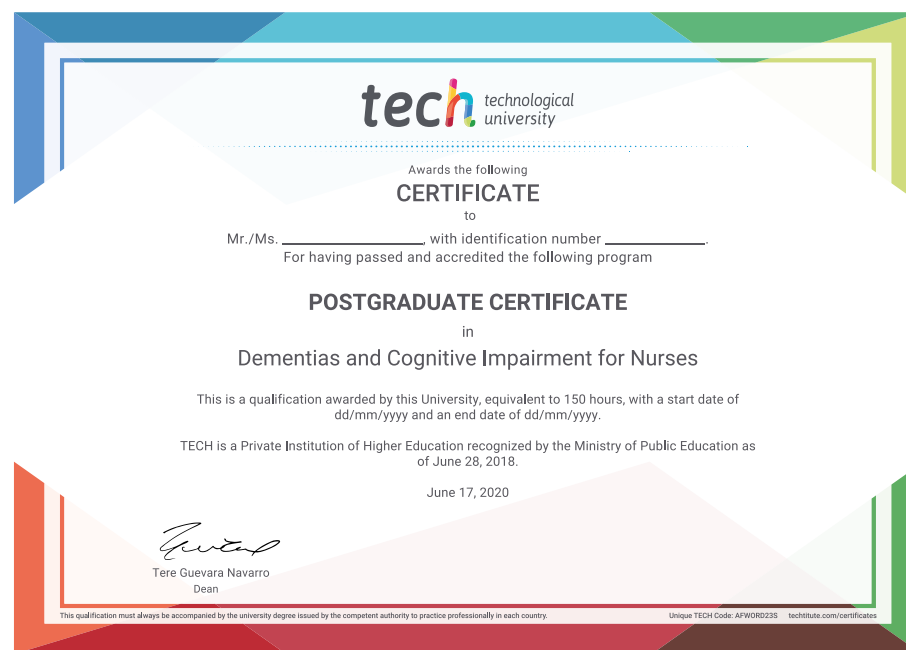 tech technological
university
Awards the following
CERTIFICATE
to
Mr./Ms. ____________________, with identification number ______________.
For having passed and accredited the following program
POSTGRADUATE CERTIFICATE
in
Dementias and Cognitive Impairment for Nurses
This is a qualification awarded by this University, equivalent to 150 hours, with a start date of
dd/mm/yyyy and an end date of dd/mm/yyyy.
TECH is a Private Institution of Higher Education recognized by the Ministry of Public Education as
of June 28, 2018.
June 17, 2020
Tere Guevara Navarro
Dean
This qualification must always be accompanied by the university degree issued by the competent authority to practice professionally in each country. Unique TECH Code: AFWORD23S techtitute.com/certificates